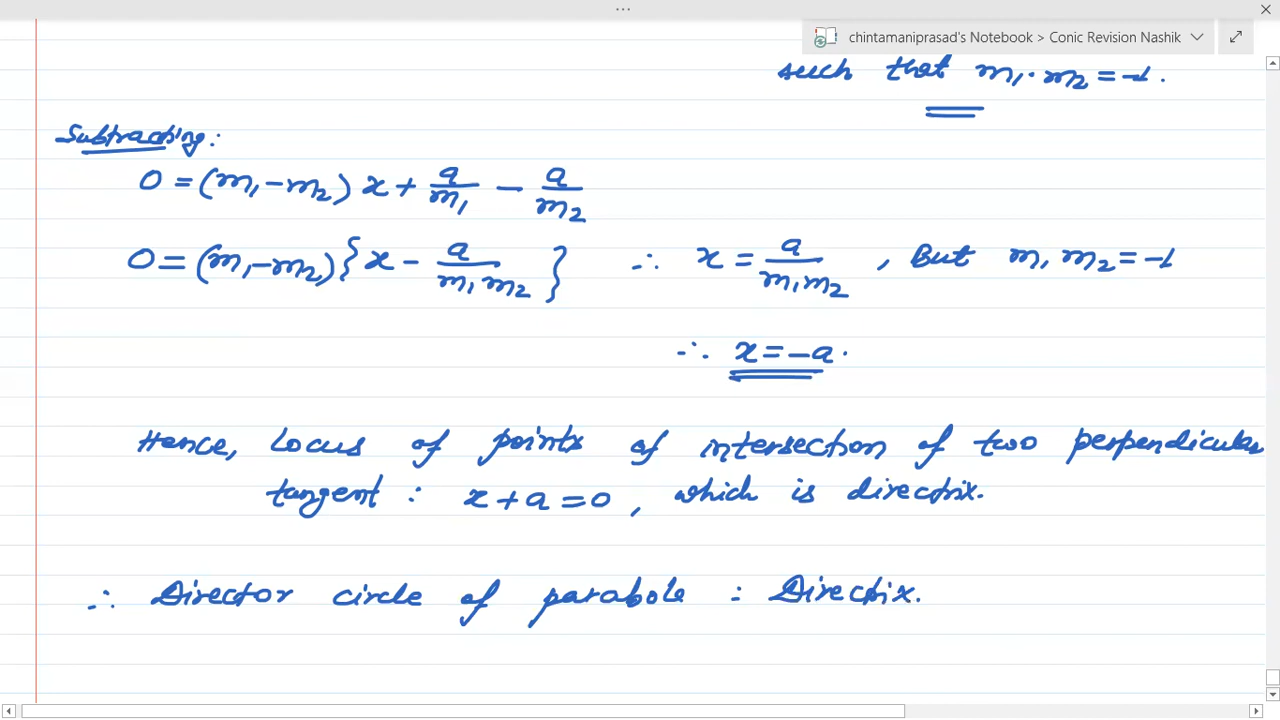 ...
chintamaniprasad's Notebook > Conic Revision Nashik
such that m₁·m₂ = -1.
Subtracting:
0 = (m₁ - m₂) x + a/m₁ - a/m₂
0 = (m₁ - m₂) { x - a/m₁m₂ } ∴ x = a/m₁m₂ , But m₁m₂ = -1
∴ x = -a.
Hence, Locus of points of intersection of two perpendicular
tangent : x + a = 0, which is directrix.
∴ Director circle of parabola : Directrix.